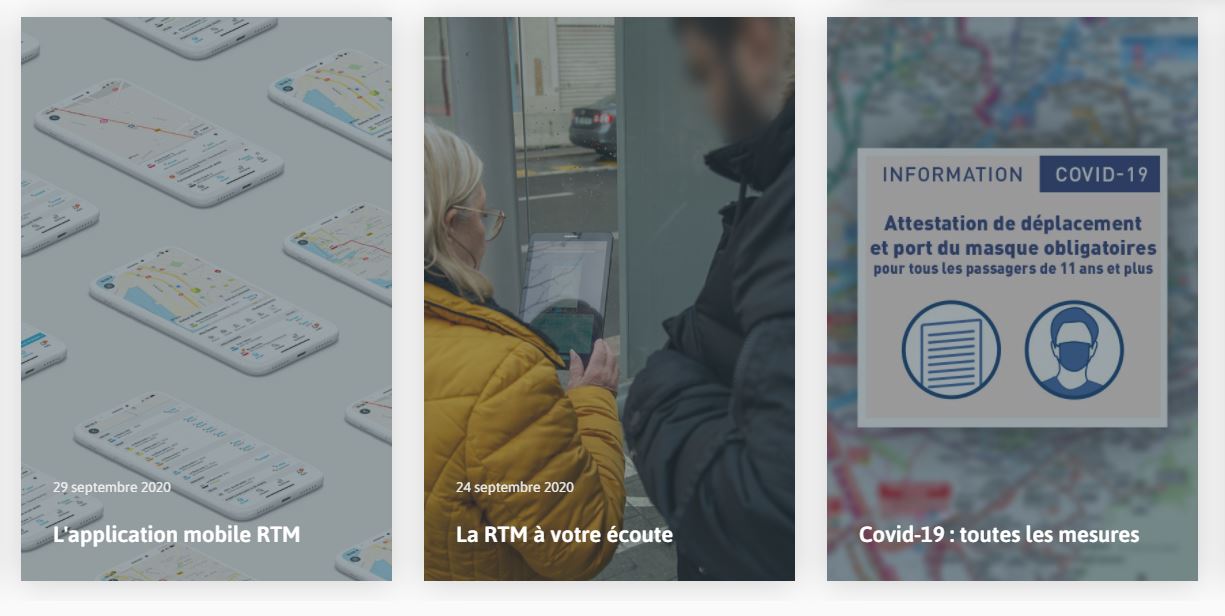 29 septembre 2020
L'application mobile RTM
24 septembre 2020
La RTM à votre écoute
INFORMATION COVID-19
Attestation de déplacement
et port du masque obligatoires
pour tous les passagers de 11 ans et plus
Covid-19 : toutes les mesures